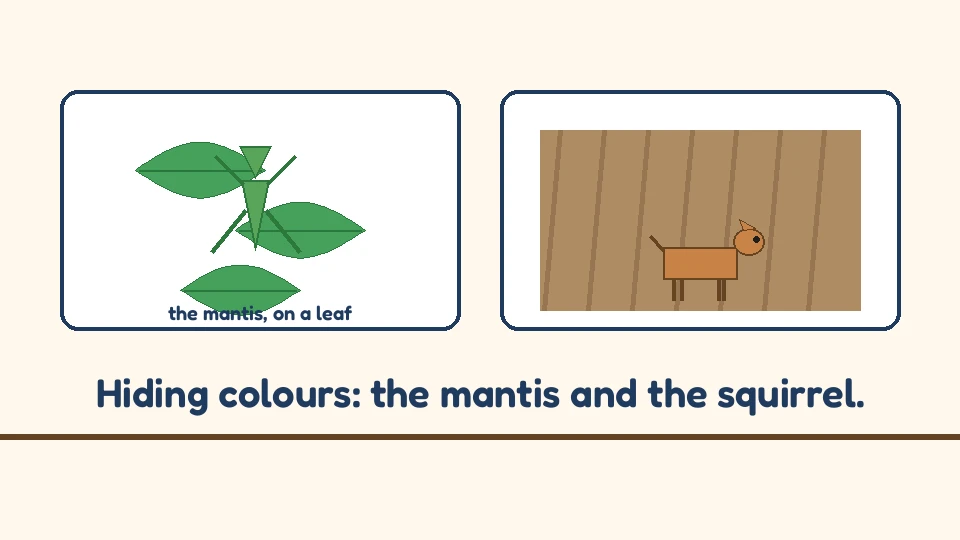 the mantis, on a leaf
Hiding colours: the mantis and the squirrel.